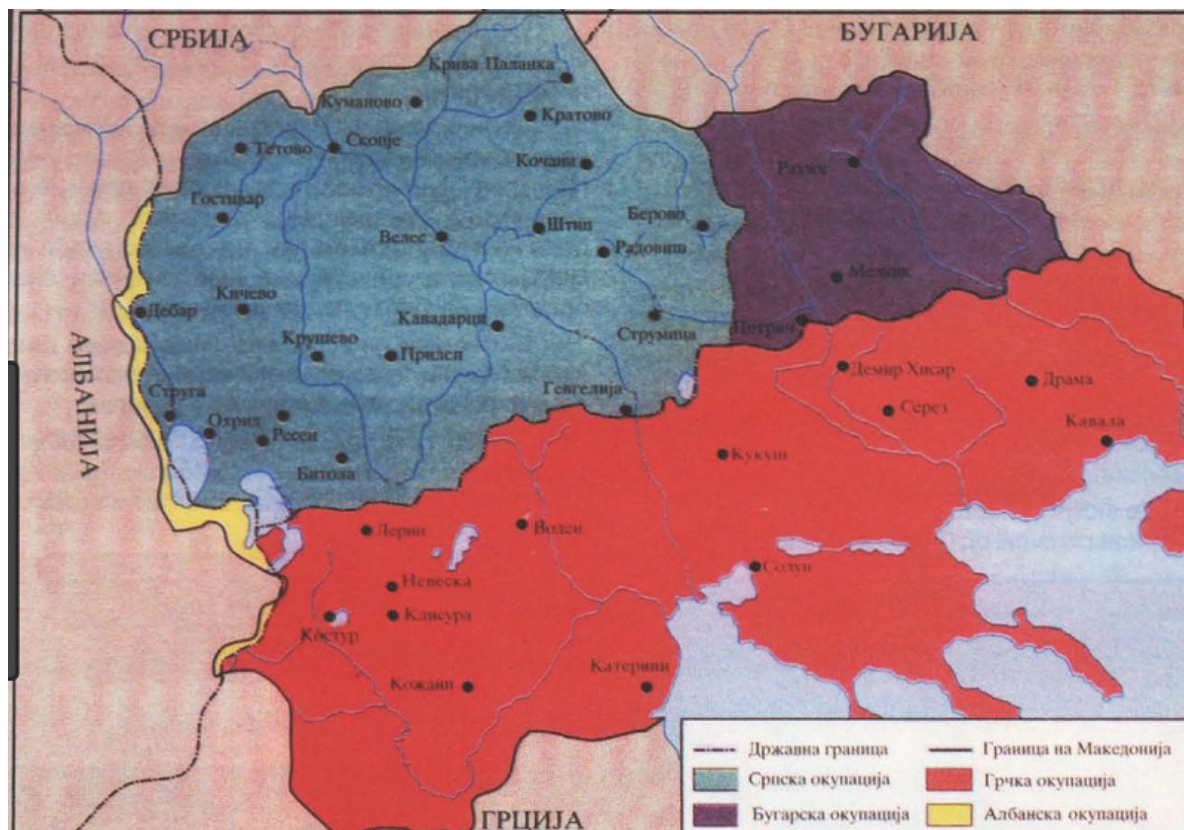 СРБИЈА
БУГАРИЈА
Крива Паланка
Куманово
Кратово
Тетово
Скопје
Кочани
Разлог
Гостивар
Велес
Штип
Берово
Радовиш
Мелник
Дебар
Кичево
Кавадарци
Струмица
Петрич
АЛБАНИЈА
Крушево
Прилеп
Демир Хисар
Драма
Струга
Гевгелија
Серез
Охрид
Ресен
Кавала
Битола
Кукуш
Лерин
Воден
Солун
Невеска
Костур
Клисура
Кожани
Катерини
ГРЦИЈА
Државна граница
Граница на Македонија
Српска окупација
Грчка окупација
Бугарска окупација
Албанска окупација